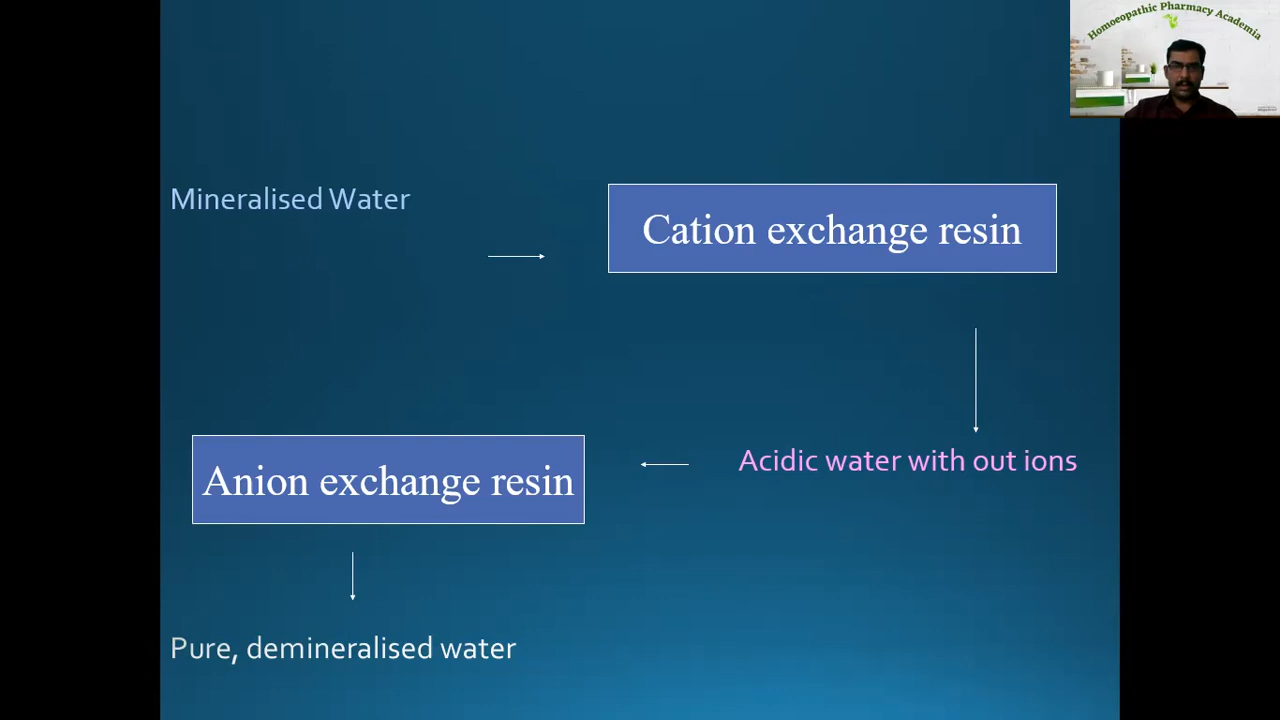 Homoeopathic Pharmacy Academia
Mineralised Water
Cation exchange resin
Acidic water with out ions
Anion exchange resin
Pure, demineralised water